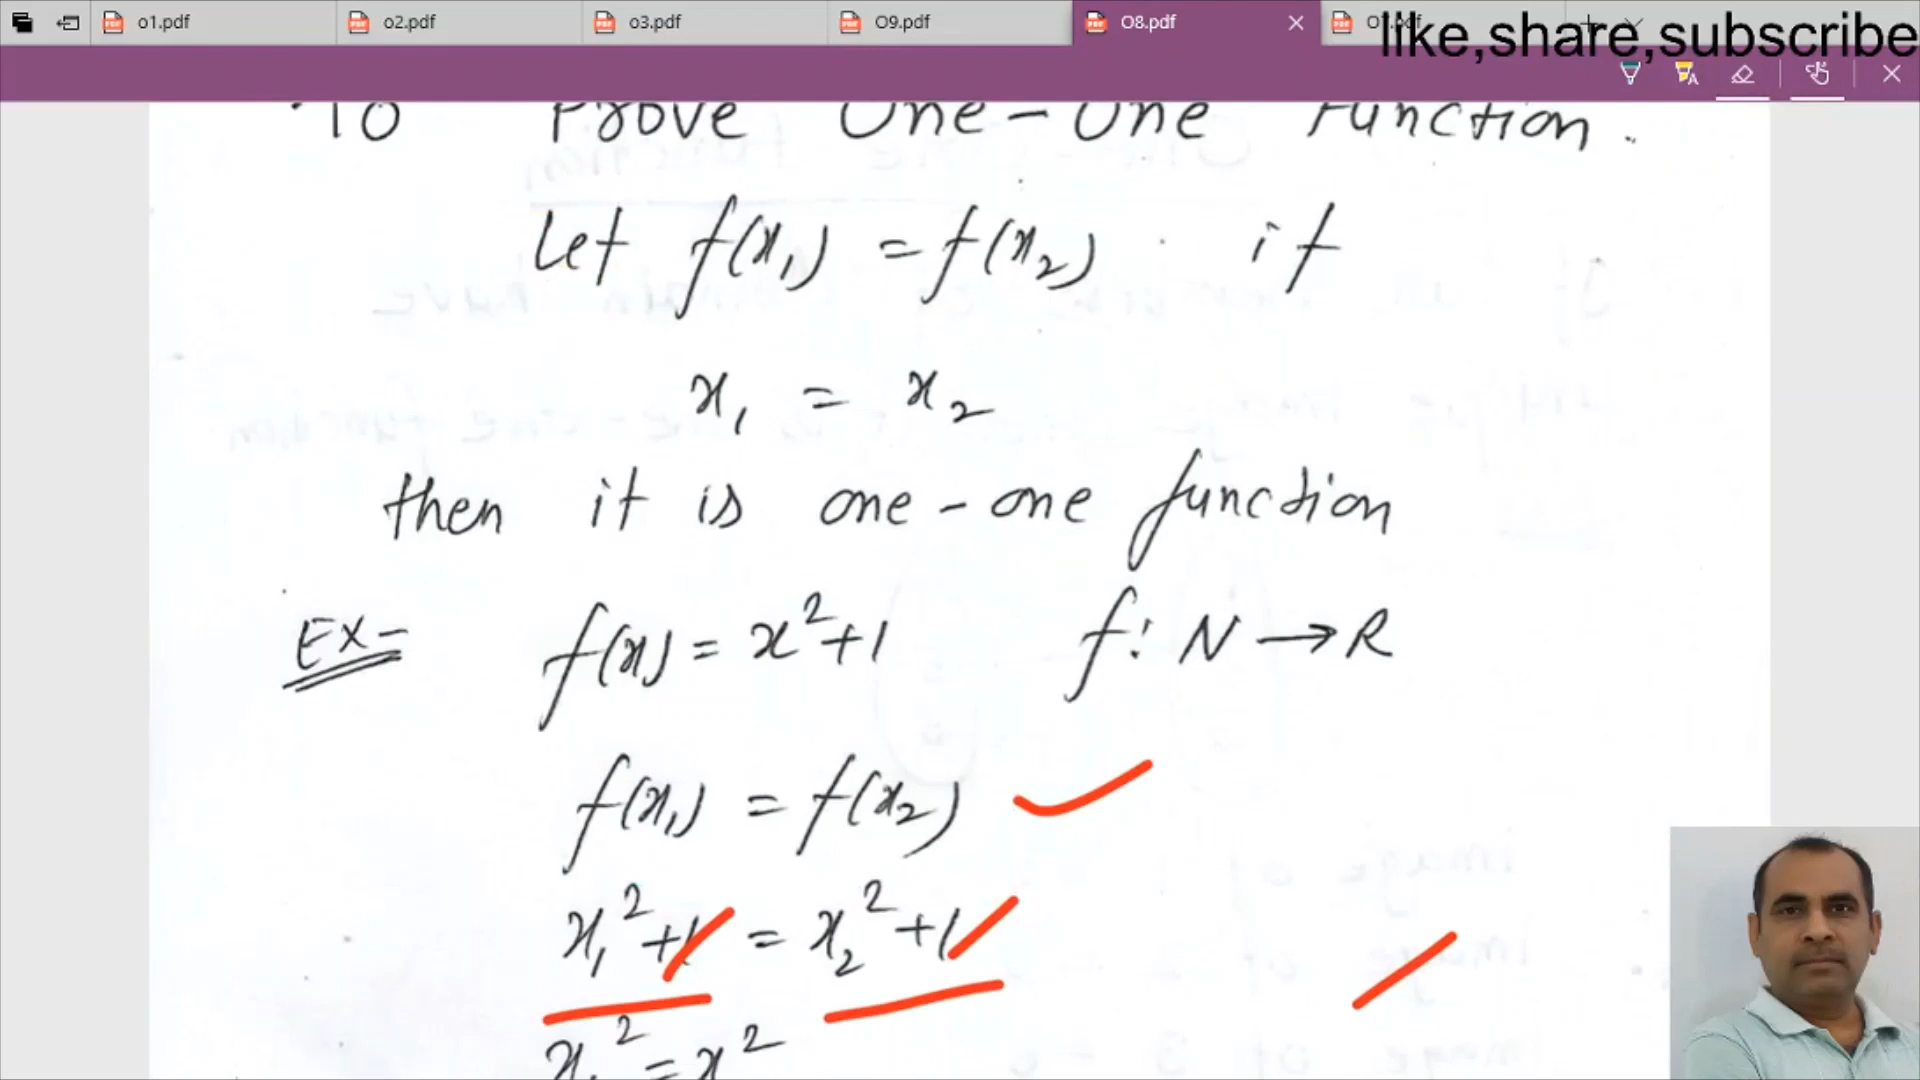 o1.pdf o2.pdf o3.pdf O9.pdf O8.pdf
like,share,subscribe
To Prove One-One Function.
Let f(x₁) = f(x₂) if
x₁ = x₂
then it is one-one function
EX- f(x) = x²+1 f: N → R
f(x₁) = f(x₂)
x₁²+1 = x₂²+1
x₁² = x²